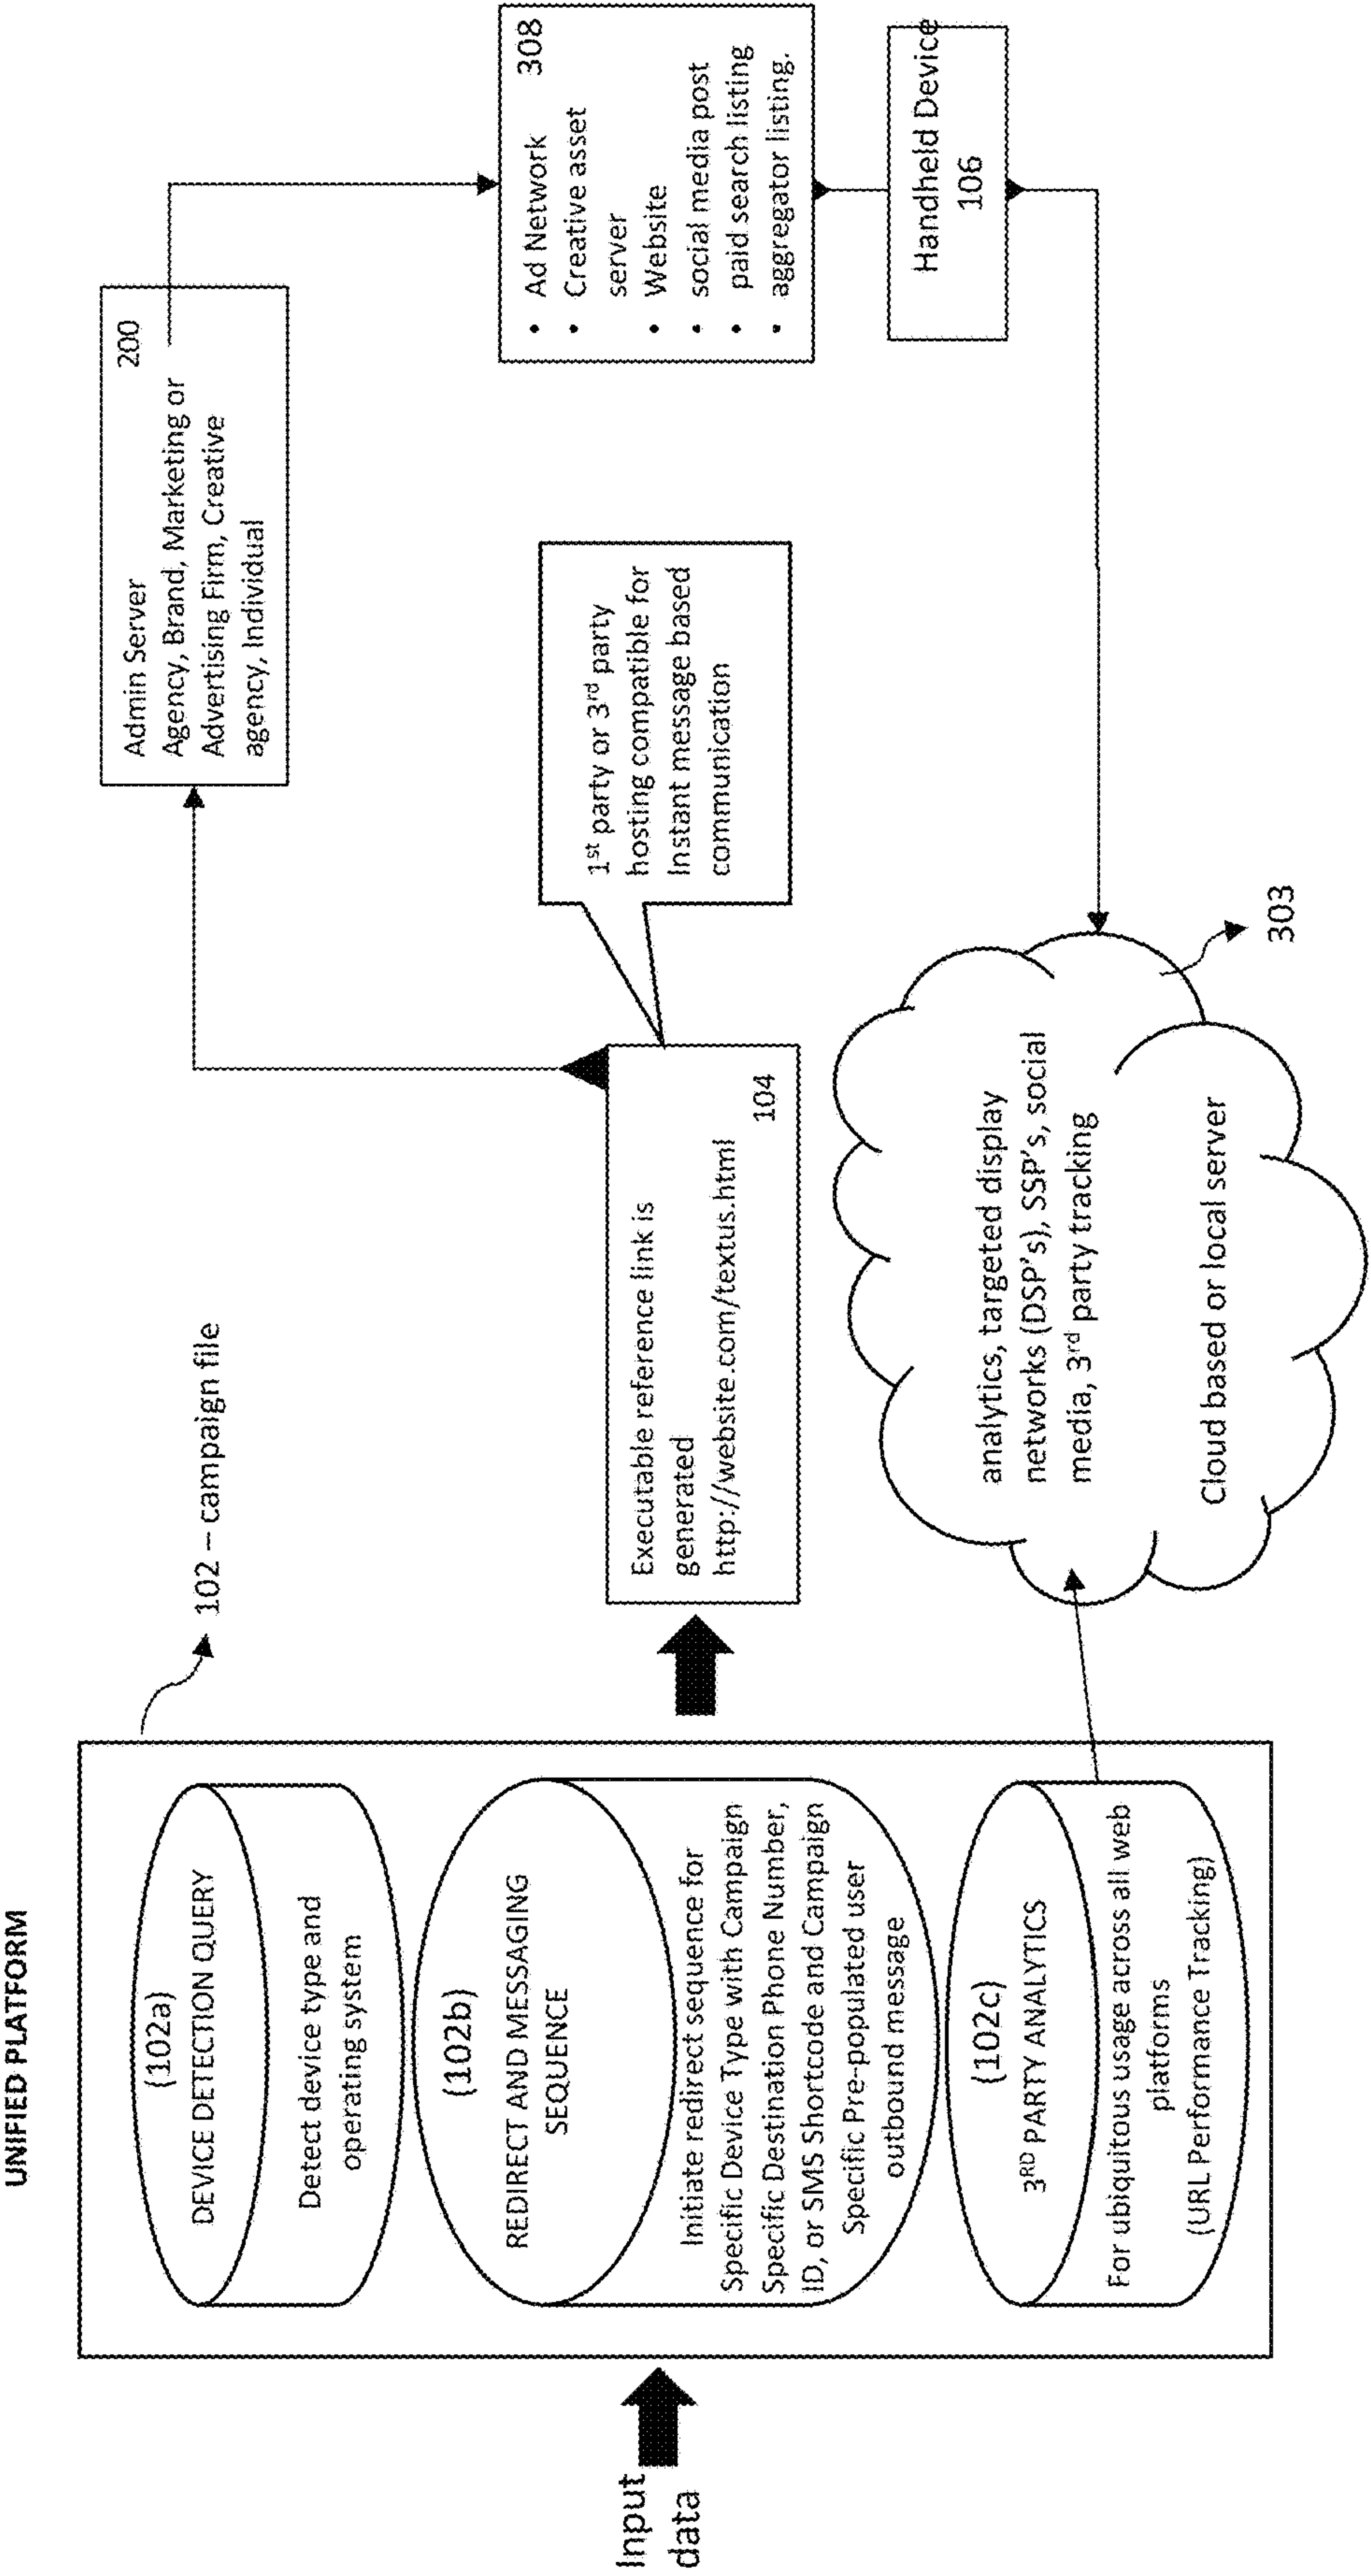 UNIFIED PLATFORM
Input
data
102 – campaign file
(102a)
DEVICE DETECTION QUERY
Detect device type and
operating system
(102b)
REDIRECT AND MESSAGING
SEQUENCE
Initiate redirect sequence for
Specific Device Type with Campaign
Specific Destination Phone Number,
ID, or SMS Shortcode and Campaign
Specific Pre-populated user
outbound message
(102c)
3RD PARTY ANALYTICS
For ubiquitous usage across all web
platforms
(URL Performance Tracking)
Executable reference link is
generated
http://website.com/textus.html
104
1st party or 3rd party
hosting compatible for
Instant message based
communication
Admin Server 200
Agency, Brand, Marketing or
Advertising Firm, Creative
agency, Individual
308
• Ad Network
• Creative asset
server
• Website
• social media post
• paid search listing
• aggregator listing.
Handheld Device
106
analytics, targeted display
networks (DSP's), SSP's, social
media, 3rd party tracking
Cloud based or local server
303